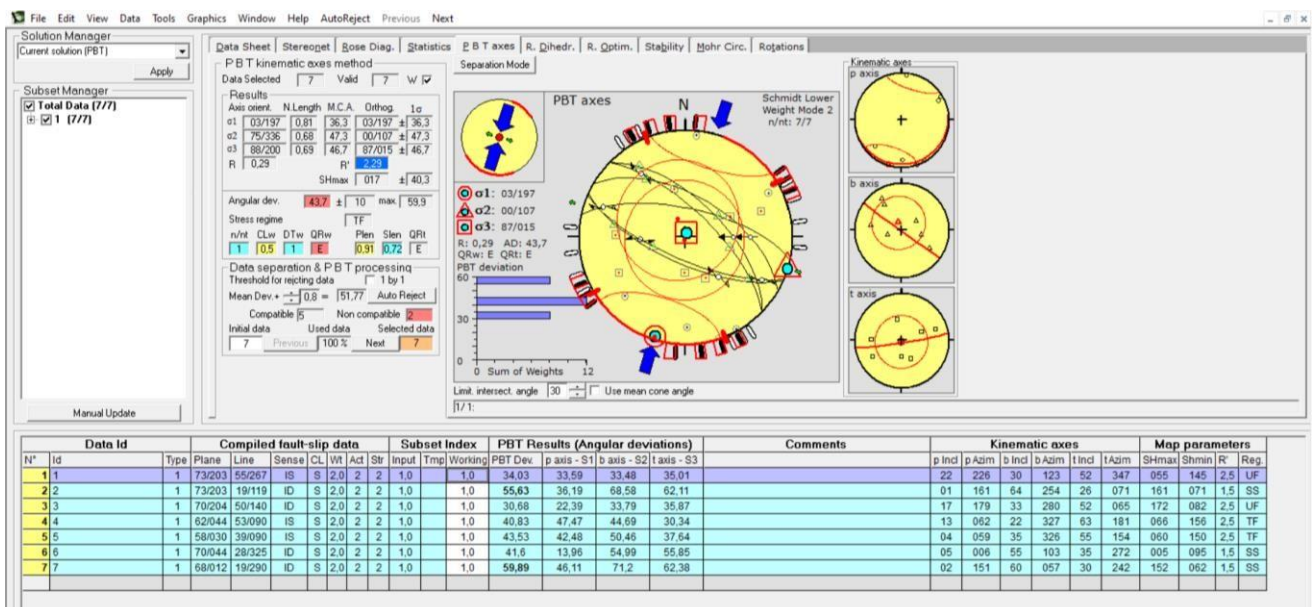 File Edit View Data Tools Graphics Window Help AutoReject Previous Next
Solution Manager
Current solution (PBT)
Apply
Subset Manager
Total Data (7/7)
1 (7/7)
Manual Update
Data Sheet Stereonet Rose Diag. Statistics P B T axes R. Dihedr. R. Optim. Stability Mohr Circ. Rotations
P B T kinematic axes method
Data Selected 7 Valid 7 W
Results
Axis orient. N.Length M.C.A. Orthog. 1σ
σ1 03/197 0,81 36,3 03/197 ± 36,3
σ2 75/336 0,68 47,3 00/107 ± 47,3
σ3 88/200 0,69 46,7 87/015 ± 46,7
R 0,29 R' 2,29
SHmax 017 ± 40,3
Angular dev. 43,7 ± 10 max. 59,9
Stress regime TF
n/nt CLw DTw QRw Plen Slen QRt
1 0,5 1 E 0,91 0,72 E
Data separation & P B T processing
Threshold for rejcting data 1 by 1
Mean Dev.+ 0,8 = 51,77 Auto Reject
Compatible 5 Non compatible 2
Initial data Used data Selected data
7 Previous 100 % Next 7
Separation Mode
PBT axes
N
Schmidt Lower
Weight Mode 2
n/nt: 7/7
σ1: 03/197
σ2: 00/107
σ3: 87/015
R: 0,29 AD: 43,7
QRw: E QRt: E
PBT deviation
60
30
0
0 Sum of Weights 12
Limit. intersect. angle 30 Use mean cone angle
1/1:
Kinematic axes
p axis
b axis
t axis
Data Id Compiled fault-slip data Subset Index PBT Results (Angular deviations) Comments Kinematic axes Map parameters
N° Id Type Plane Line Sense CL Wt Act Str Input Tmp Working PBT Dev. p axis - S1 b axis - S2 t axis - S3 p Incl p Azim b Incl b Azim t Incl t Azim SHmax Shmin R' Reg.
1 1 1 73/203 55/267 IS S 2,0 2 2 1,0 1,0 34,03 33,59 33,48 35,01 22 226 30 123 52 347 055 145 2,5 UF
2 2 1 73/203 19/119 ID S 2,0 2 2 1,0 1,0 55,63 36,19 68,58 62,11 01 161 64 254 26 071 161 071 1,5 SS
3 3 1 70/204 50/140 ID S 2,0 2 2 1,0 1,0 30,68 22,39 33,79 35,87 17 179 33 280 52 065 172 082 2,5 UF
4 4 1 62/044 53/090 IS S 2,0 2 2 1,0 1,0 40,83 47,47 44,69 30,34 13 062 22 327 63 181 066 156 2,5 TF
5 5 1 58/030 39/090 IS S 2,0 2 2 1,0 1,0 43,53 42,48 50,46 37,64 04 059 35 326 55 154 060 150 2,5 TF
6 6 1 70/044 28/325 ID S 2,0 2 2 1,0 1,0 41,6 13,96 54,99 55,85 05 006 55 103 35 272 005 095 1,5 SS
7 7 1 68/012 19/290 ID S 2,0 2 2 1,0 1,0 59,89 46,11 71,2 62,38 02 151 60 057 30 242 152 062 1,5 SS